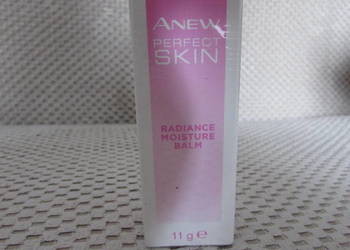 ANEW
PERFECT
SKIN
RADIANCE
MOISTURE
BALM
11 g ℮